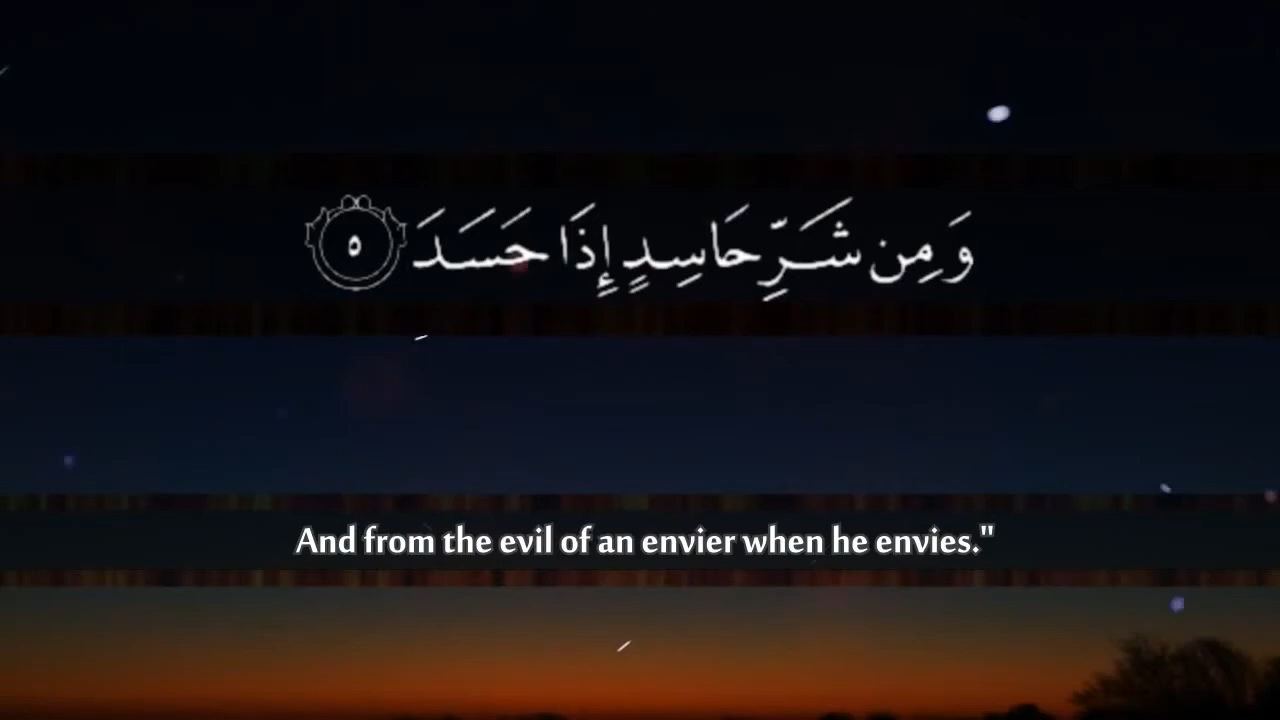 وَمِن شَرِّ حَاسِدٍ إِذَا حَسَدَ ٥
And from the evil of an envier when he envies."